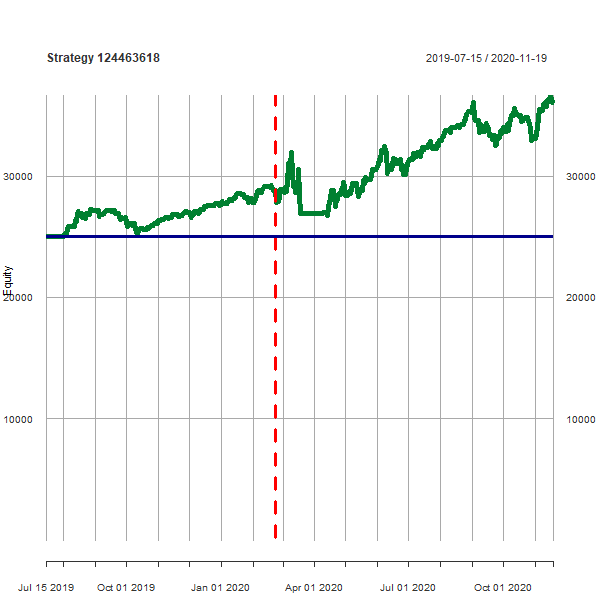 Strategy 124463618
2019-07-15 / 2020-11-19
30000
30000
Equity
20000
20000
10000
10000
Jul 15 2019
Oct 01 2019
Jan 01 2020
Apr 01 2020
Jul 01 2020
Oct 01 2020